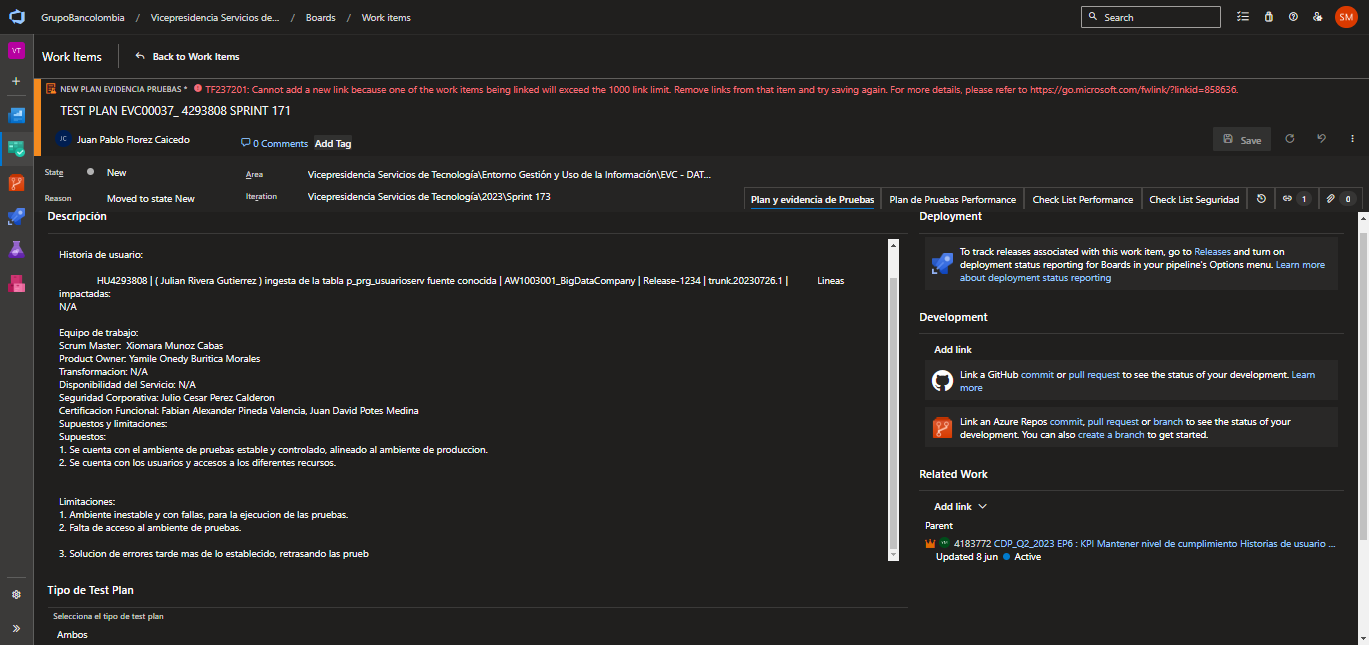 GrupoBancolombia / Vicepresidencia Servicios de... / Boards / Work items
Search
SM
VT
Work Items
Back to Work Items
NEW PLAN EVIDENCIA PRUEBAS * TF237201: Cannot add a new link because one of the work items being linked will exceed the 1000 link limit. Remove links from that item and try saving again. For more details, please refer to https://go.microsoft.com/fwlink/?linkid=858636.
TEST PLAN EVC00037_ 4293808 SPRINT 171
JC Juan Pablo Florez Caicedo
0 Comments Add Tag
Save
State New
Area Vicepresidencia Servicios de Tecnología\Entorno Gestión y Uso de la Información\EVC - DAT...
Reason Moved to state New
Iteration Vicepresidencia Servicios de Tecnología\2023\Sprint 173
Plan y evidencia de Pruebas Plan de Pruebas Performance Check List Performance Check List Seguridad 1 0
Descripción
Historia de usuario:
HU4293808 | ( Julian Rivera Gutierrez ) ingesta de la tabla p_prg_usuarioserv fuente conocida | AW1003001_BigDataCompany | Release-1234 | trunk.20230726.1 | Lineas
impactadas:
N/A
Equipo de trabajo:
Scrum Master: Xiomara Munoz Cabas
Product Owner: Yamile Onedy Buritica Morales
Transformacion: N/A
Disponibilidad del Servicio: N/A
Seguridad Corporativa: Julio Cesar Perez Calderon
Certificacion Funcional: Fabian Alexander Pineda Valencia, Juan David Potes Medina
Supuestos y limitaciones:
Supuestos:
1. Se cuenta con el ambiente de pruebas estable y controlado, alineado al ambiente de produccion.
2. Se cuenta con los usuarios y accesos a los diferentes recursos.
Limitaciones:
1. Ambiente inestable y con fallas, para la ejecucion de las pruebas.
2. Falta de acceso al ambiente de pruebas.
3. Solucion de errores tarde mas de lo establecido, retrasando las prueb
Tipo de Test Plan
Selecciona el tipo de test plan
Ambos
Deployment
To track releases associated with this work item, go to Releases and turn on
deployment status reporting for Boards in your pipeline's Options menu. Learn more
about deployment status reporting
Development
Add link
Link a GitHub commit or pull request to see the status of your development. Learn
more
Link an Azure Repos commit, pull request or branch to see the status of your
development. You can also create a branch to get started.
Related Work
Add link
Parent
4183772 CDP_Q2_2023 EP6 : KPI Mantener nivel de cumplimiento Historias de usuario ...
Updated 8 jun Active